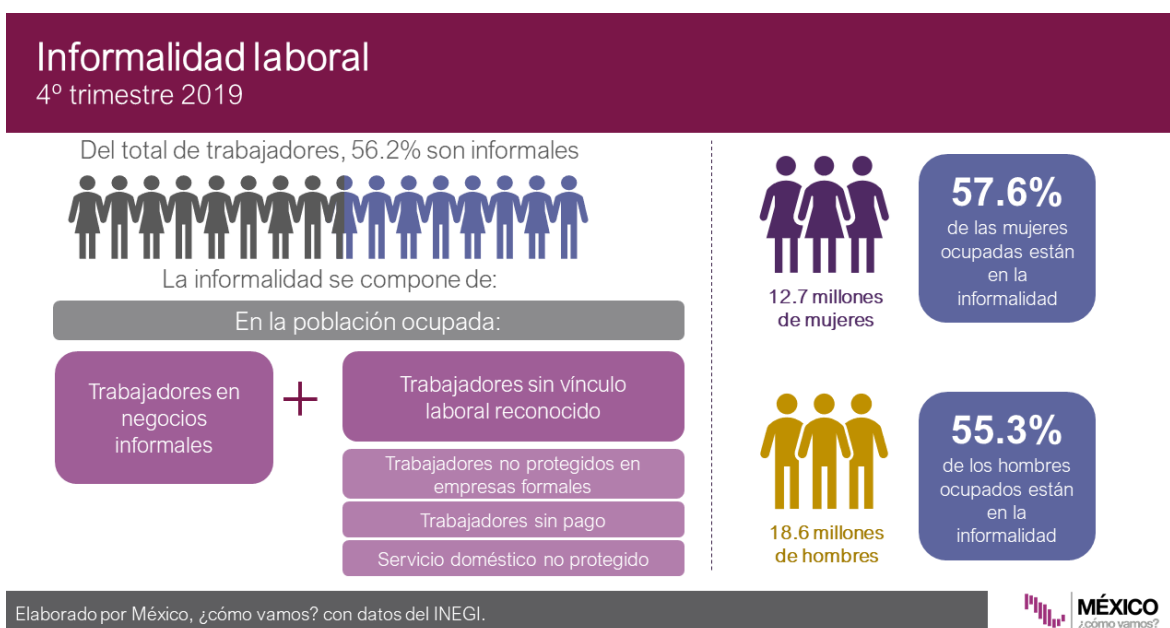 Informalidad laboral
4º trimestre 2019
Del total de trabajadores, 56.2% son informales
La informalidad se compone de:
En la población ocupada:
Trabajadores en
negocios
informales
+
Trabajadores sin vínculo
laboral reconocido
Trabajadores no protegidos en
empresas formales
Trabajadores sin pago
Servicio doméstico no protegido
12.7 millones
de mujeres
57.6%
de las mujeres
ocupadas están
en la
informalidad
18.6 millones
de hombres
55.3%
de los hombres
ocupados están
en la
informalidad
Elaborado por México, ¿cómo vamos? con datos del INEGI.
MÉXICO
¿cómo vamos?